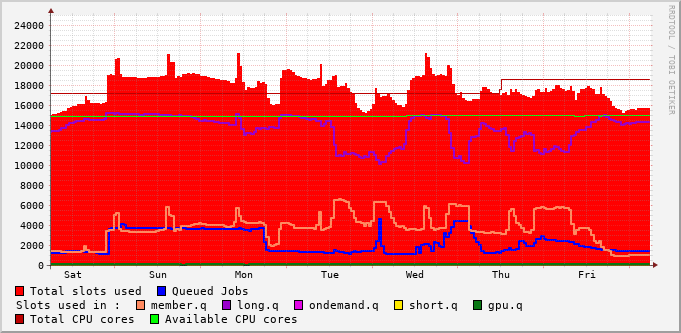 RRDTOOL / TOBI OETIKER
24000
22000
20000
18000
16000
14000
12000
10000
8000
6000
4000
2000
0
Sat Sun Mon Tue Wed Thu Fri
Total slots used Queued Jobs
Slots used in : member.q long.q ondemand.q short.q gpu.q
Total CPU cores Available CPU cores